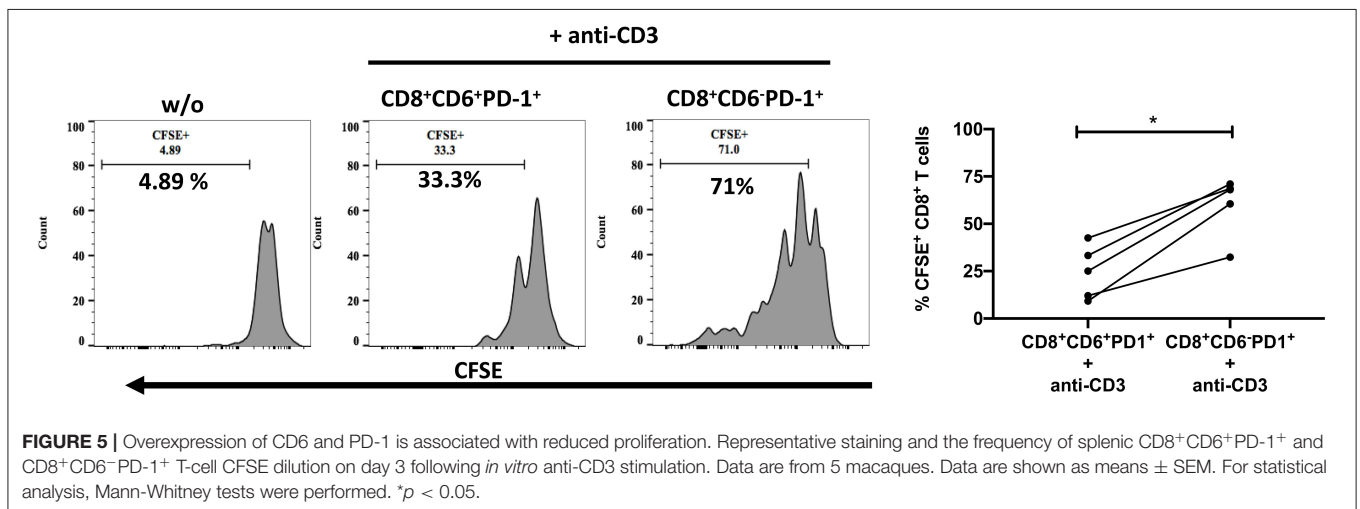 + anti-CD3
w/o
CD8⁺CD6⁺PD-1⁺
CD8⁺CD6⁻PD-1⁺
100
80
60
40
20
0
Count
CFSE+
4.89
4.89 %
100
80
60
40
20
0
Count
CFSE+
33.3
33.3%
100
80
60
40
20
0
Count
CFSE+
71.0
71%
CFSE
% CFSE⁺ CD8⁺ T cells
100
75
50
25
0
*
CD8⁺CD6⁺PD1⁺
+
anti-CD3
CD8⁺CD6⁻PD1⁺
+
anti-CD3
FIGURE 5 | Overexpression of CD6 and PD-1 is associated with reduced proliferation. Representative staining and the frequency of splenic CD8⁺CD6⁺PD-1⁺ and
CD8⁺CD6⁻PD-1⁺ T-cell CFSE dilution on day 3 following in vitro anti-CD3 stimulation. Data are from 5 macaques. Data are shown as means ± SEM. For statistical
analysis, Mann-Whitney tests were performed. *p < 0.05.